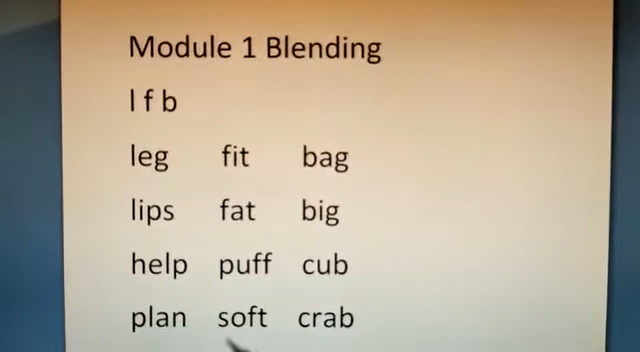 Module 1 Blending
l f b
leg fit bag
lips fat big
help puff cub
plan soft crab